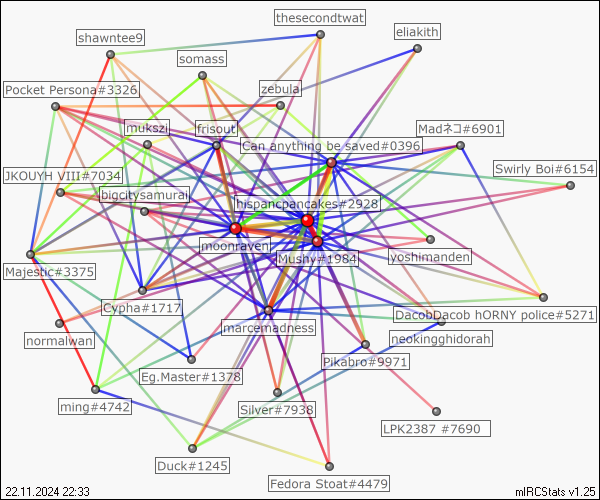 thesecondtwat
shawntee9
eliakith
somass
Pocket Persona#3326
zebula
mukszi
frisout
Madネコ#6901
Can anything be saved#0396
JKOUYH VIII#7034
Swirly Boi#6154
bigcitysamurai
hispancpancakes#2928
moonraven
Mushy#1984
yoshimanden
Majestic#3375
Cypha#1717
DacobDacob hORNY police#5271
marcemadness
normalwan
neokingghidorah
Pikabro#9971
Eg.Master#1378
ming#4742
Silver#7938
LPK2387 #7690
Duck#1245
Fedora Stoat#4479
22.11.2024 22:33
mIRCStats v1.25